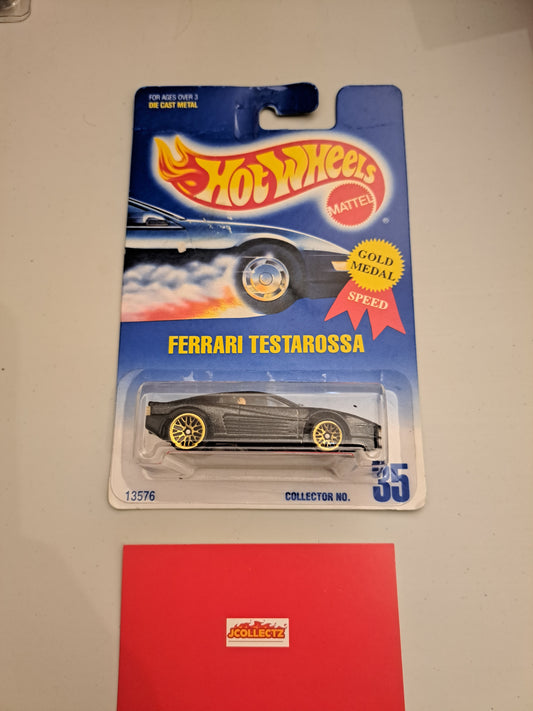 FOR AGES OVER 3
DIE CAST METAL
HOT WHEELS
MATTEL
®
GOLD
MEDAL
SPEED
FERRARI TESTAROSSA
13576
COLLECTOR NO.
35
JCOLLECTZ